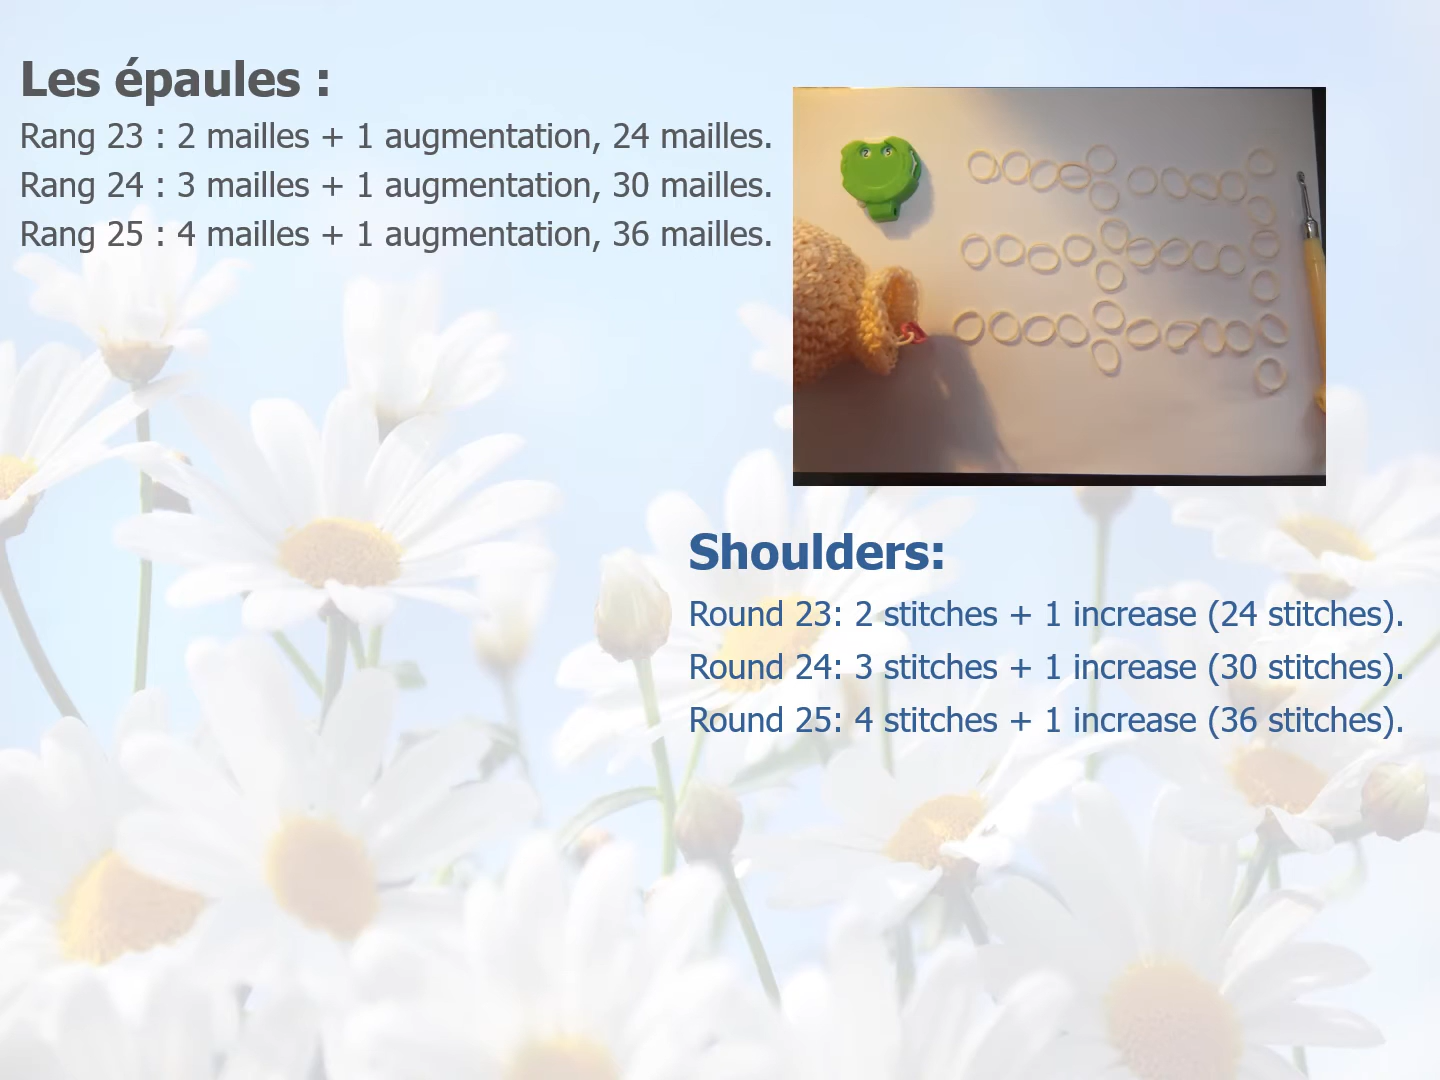 Les épaules :
Rang 23 : 2 mailles + 1 augmentation, 24 mailles.
Rang 24 : 3 mailles + 1 augmentation, 30 mailles.
Rang 25 : 4 mailles + 1 augmentation, 36 mailles.
Shoulders:
Round 23: 2 stitches + 1 increase (24 stitches).
Round 24: 3 stitches + 1 increase (30 stitches).
Round 25: 4 stitches + 1 increase (36 stitches).